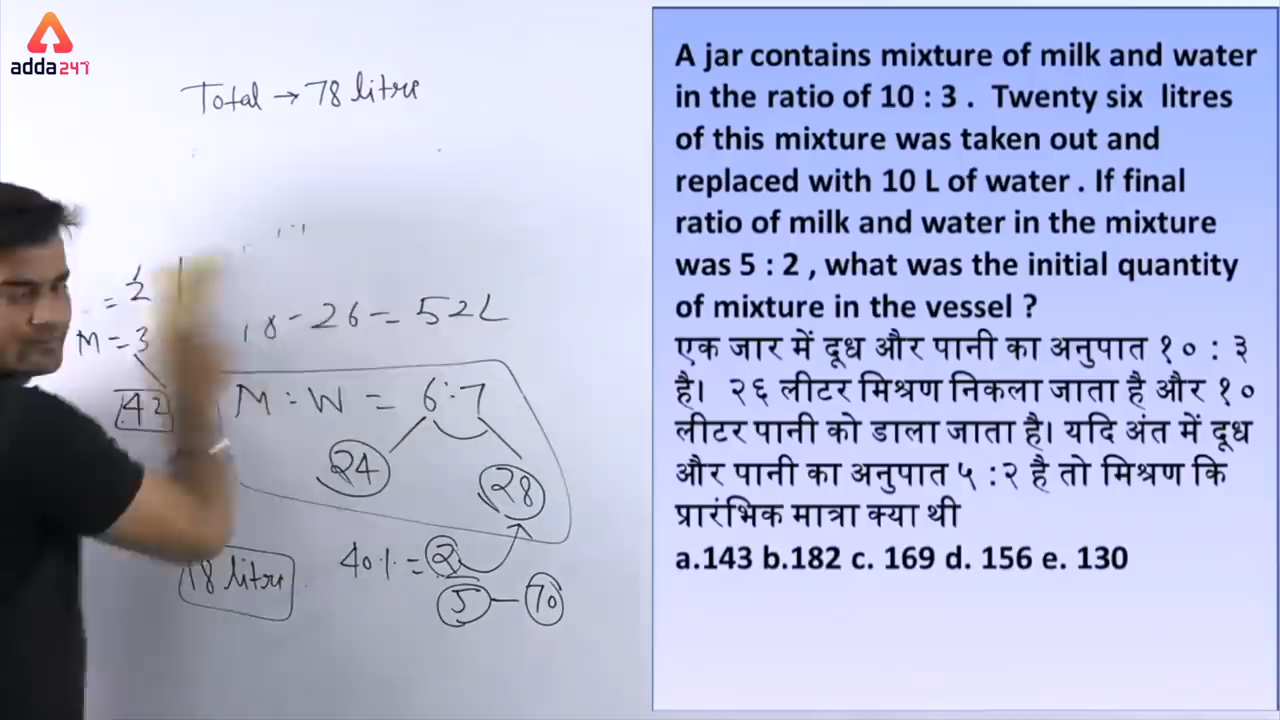 adda247
Total → 78 litre
= 2
M = 3
42
- 26 = 52L
M : W = 6:7
24
28
40% = 2
5 — 70
18 litre
A jar contains mixture of milk and water
in the ratio of 10 : 3 . Twenty six litres
of this mixture was taken out and
replaced with 10 L of water . If final
ratio of milk and water in the mixture
was 5 : 2 , what was the initial quantity
of mixture in the vessel ?
एक जार में दूध और पानी का अनुपात १० : ३
है। २६ लीटर मिश्रण निकला जाता है और १०
लीटर पानी को डाला जाता है। यदि अंत में दूध
और पानी का अनुपात ५ :२ है तो मिश्रण कि
प्रारंभिक मात्रा क्या थी
a.143 b.182 c. 169 d. 156 e. 130